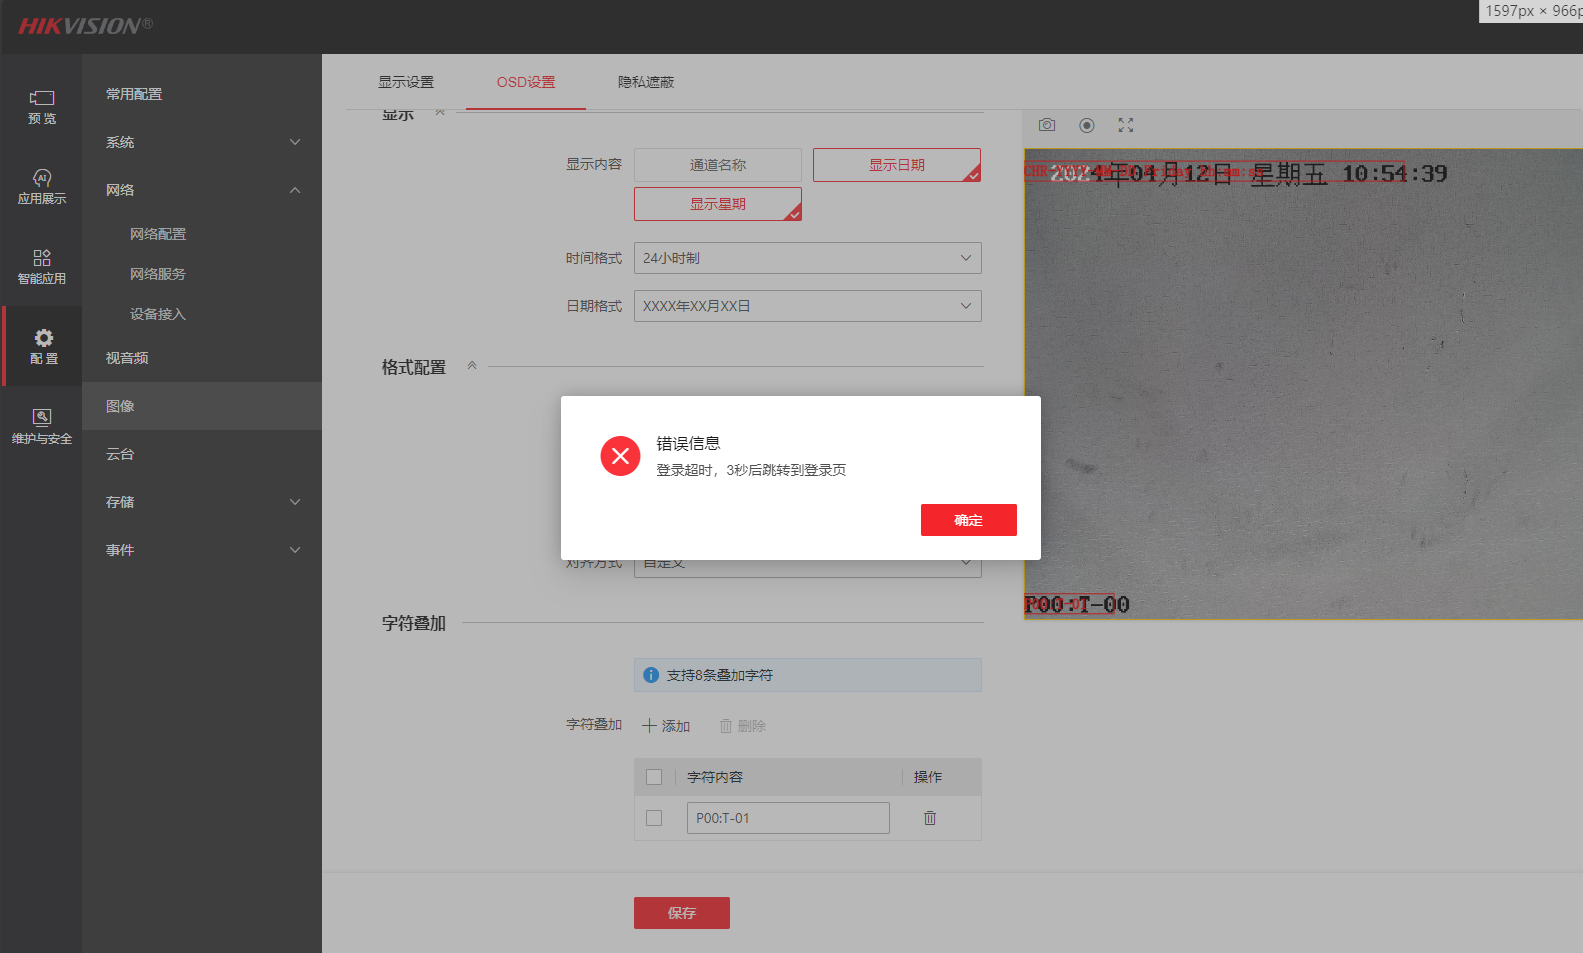 HIKVISION®
1597px × 966p
预 览
应用展示
智能应用
配 置
维护与安全
常用配置
系统
网络
网络配置
网络服务
设备接入
视音频
图像
云台
存储
事件
显示设置
OSD设置
隐私遮蔽
显示
显示内容
通道名称
显示日期
显示星期
时间格式
24小时制
日期格式
XXXX年XX月XX日
格式配置
错误信息
登录超时，3秒后跳转到登录页
确定
对齐方式
自定义
字符叠加
支持8条叠加字符
字符叠加
添加
删除
字符内容
操作
P00:T-01
保存
2024年04月12日 星期五 10:54:39
P00:T-00